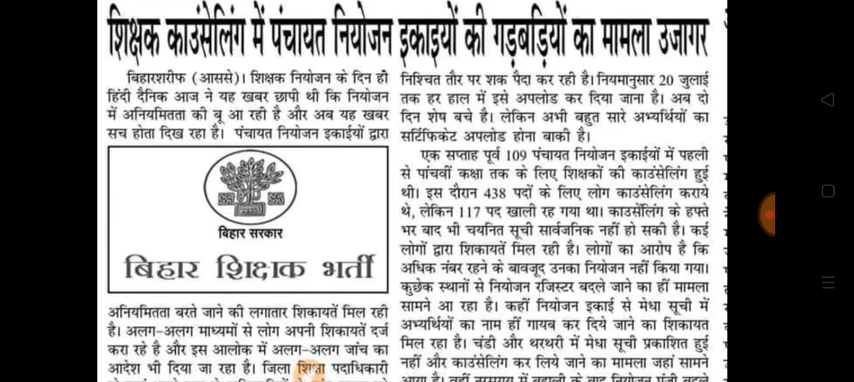 शिक्षक काउंसेलिंग में पंचायत नियोजन इकाइयों की गड़बड़ियों का मामला उजागर
बिहारशरीफ (आससे)। शिक्षक नियोजन के दिन ही
हिंदी दैनिक आज ने यह खबर छापी थी कि नियोजन
में अनियमितता की बू आ रही है और अब यह खबर
सच होता दिख रहा है। पंचायत नियोजन इकाईयों द्वारा
बिहार सरकार
बिहार शिक्षक भर्ती
अनियमितता बरते जाने की लगातार शिकायतें मिल रही
है। अलग-अलग माध्यमों से लोग अपनी शिकायतें दर्ज
करा रहे है और इस आलोक में अलग-अलग जांच का
आदेश भी दिया जा रहा है। जिला शिक्षा पदाधिकारी
निश्चित तौर पर शक पैदा कर रही है। नियमानुसार 20 जुलाई
तक हर हाल में इसे अपलोड कर दिया जाना है। अब दो
दिन शेष बचे है। लेकिन अभी बहुत सारे अभ्यर्थियों का
सर्टिफिकेट अपलोड होना बाकी है।
एक सप्ताह पूर्व 109 पंचायत नियोजन इकाईयों में पहली
से पांचवीं कक्षा तक के लिए शिक्षकों की काउंसेलिंग हुई
थी। इस दौरान 438 पदों के लिए लोग काउंसेलिंग कराये
थे, लेकिन 117 पद खाली रह गया था। काउसेंलिंग के हफ्ते
भर बाद भी चयनित सूची सार्वजनिक नहीं हो सकी है। कई
लोगों द्वारा शिकायतें मिल रही है। लोगों का आरोप है कि
अधिक नंबर रहने के बावजूद उनका नियोजन नहीं किया गया।
कुछेक स्थानों से नियोजन रजिस्टर बदले जाने का हीं मामला
सामने आ रहा है। कहीं नियोजन इकाई से मेधा सूची में
अभ्यर्थियों का नाम हीं गायब कर दिये जाने का शिकायत
मिल रहा है। चंडी और थरथरी में मेधा सूची प्रकाशित हुई
नहीं और काउंसेलिंग कर लिये जाने का मामला जहां सामने
आया है। वहीं